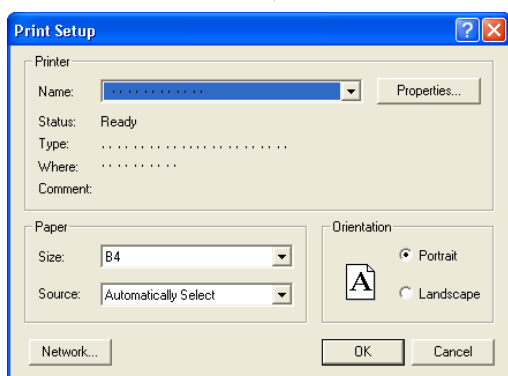 Print Setup
Printer
Name: . . . . . . . . . . . . Properties...
Status: Ready
Type: . . . . . . . . . . . . . . . . . . . . . . . .
Where: . . . . . . . . . .
Comment:
Paper
Size: B4
Source: Automatically Select
Orientation
A
Portrait
Landscape
Network... OK Cancel